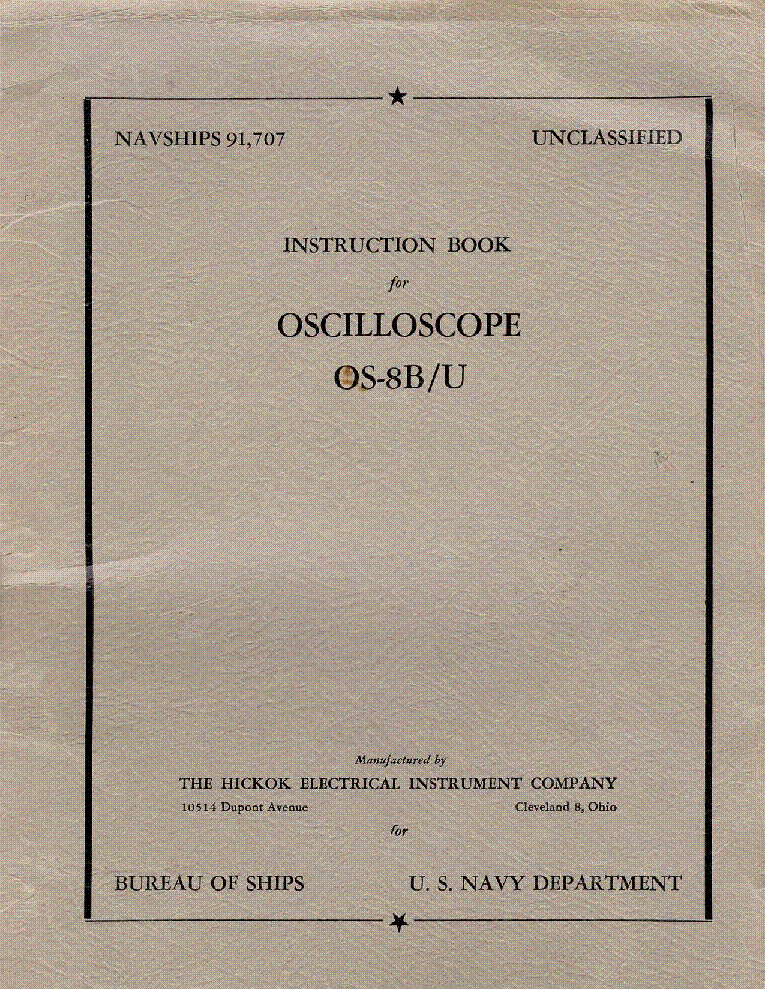 NAVSHIPS 91,707 UNCLASSIFIED
INSTRUCTION BOOK
for
OSCILLOSCOPE
OS-8B/U
Manufactured by
THE HICKOK ELECTRICAL INSTRUMENT COMPANY
10514 Dupont Avenue Cleveland 8, Ohio
for
BUREAU OF SHIPS U. S. NAVY DEPARTMENT